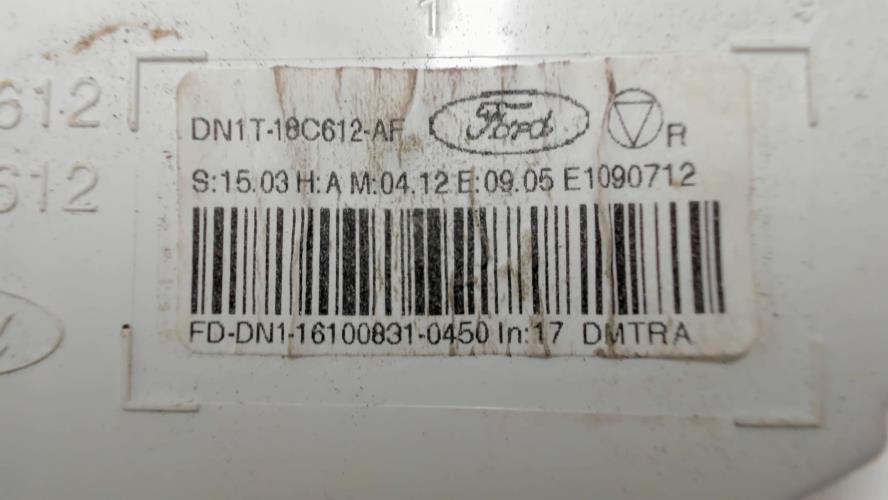 1
612
612
DN1T-18C612-AF Ford R
S:15.03 H:A M:04.12 E:09.05 E1090712
FD-DN1-16100831-0450 In:17 DMTRA